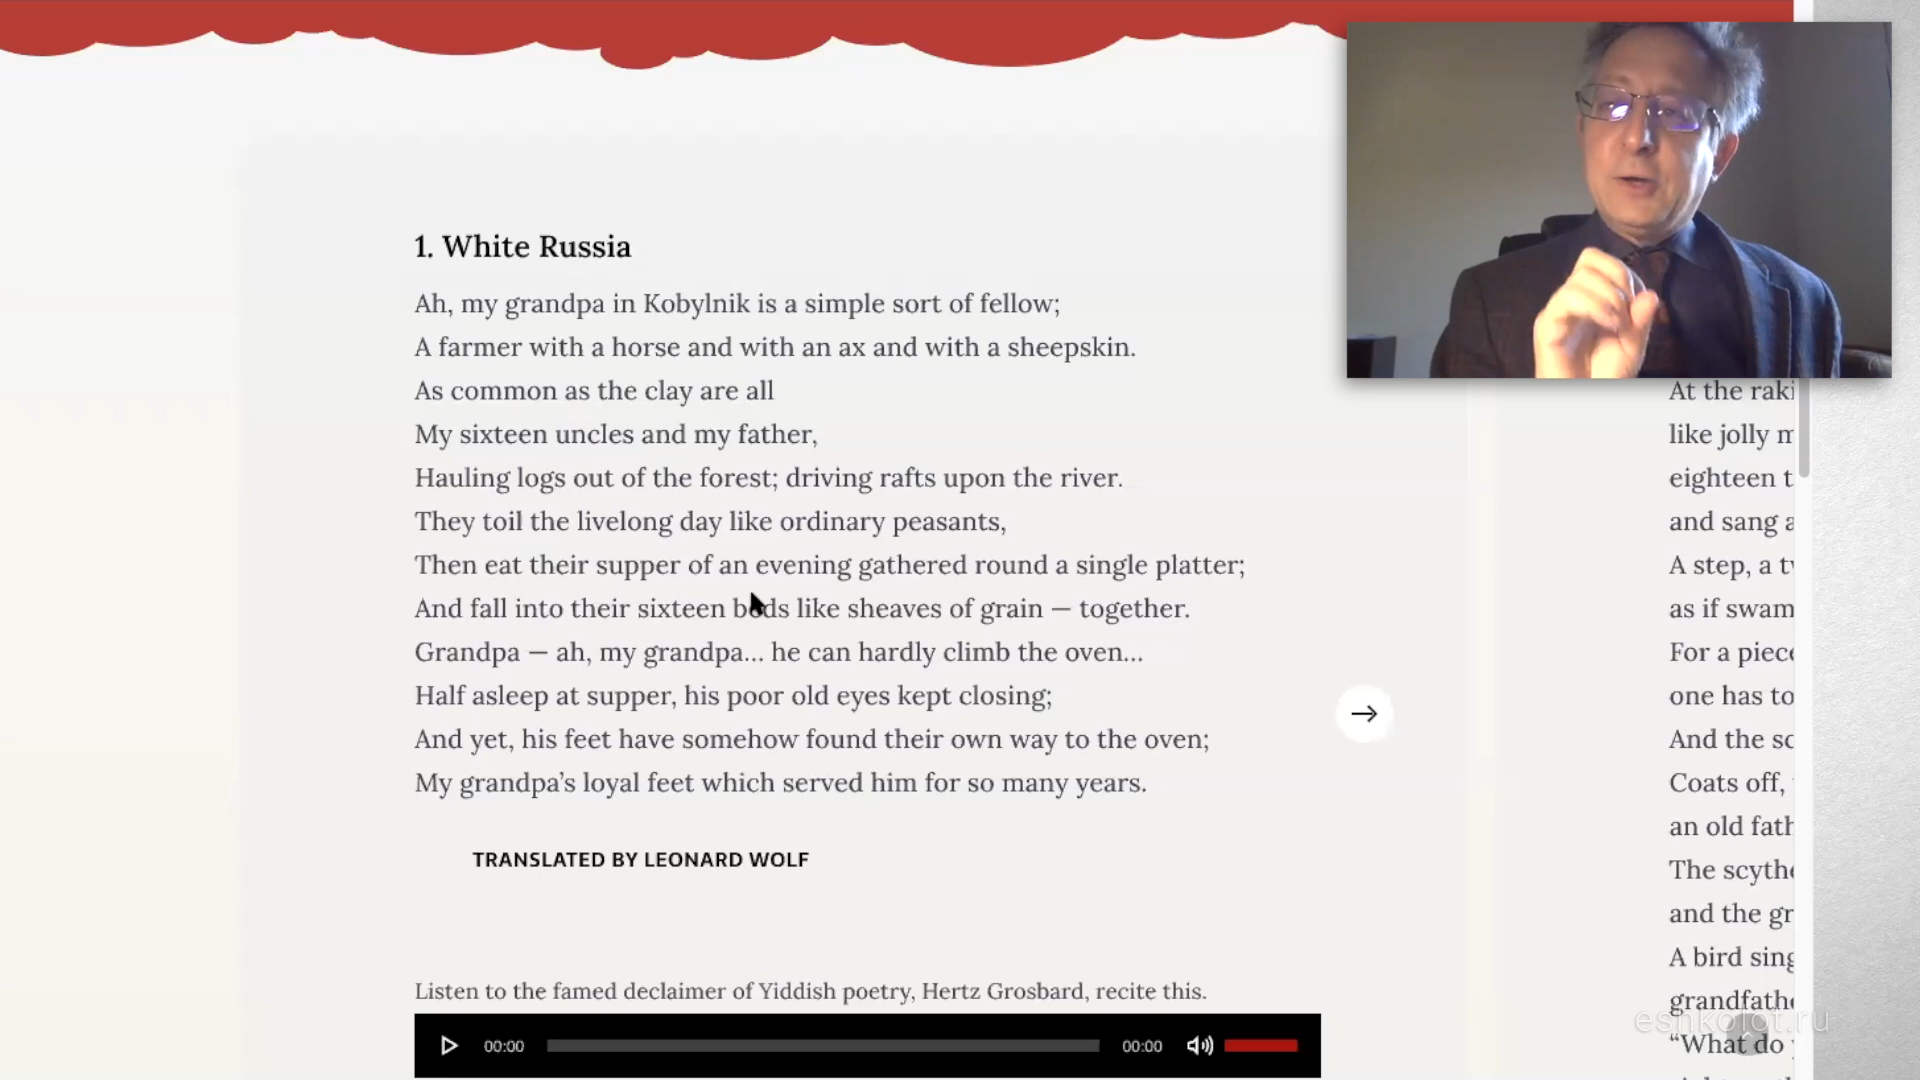 1. White Russia
Ah, my grandpa in Kobylnik is a simple sort of fellow;
A farmer with a horse and with an ax and with a sheepskin.
As common as the clay are all
My sixteen uncles and my father,
Hauling logs out of the forest; driving rafts upon the river.
They toil the livelong day like ordinary peasants,
Then eat their supper of an evening gathered round a single platter;
And fall into their sixteen beds like sheaves of grain — together.
Grandpa — ah, my grandpa... he can hardly climb the oven...
Half asleep at supper, his poor old eyes kept closing;
And yet, his feet have somehow found their own way to the oven;
My grandpa's loyal feet which served him for so many years.
TRANSLATED BY LEONARD WOLF
Listen to the famed declaimer of Yiddish poetry, Hertz Grosbard, recite this.
00:00 00:00
At the
like jolly
eighteen
and sang
A step, a
as if
For a
one has to
And the
Coats off,
an old
The
and the
A bird
“What do
eshkolot.ru